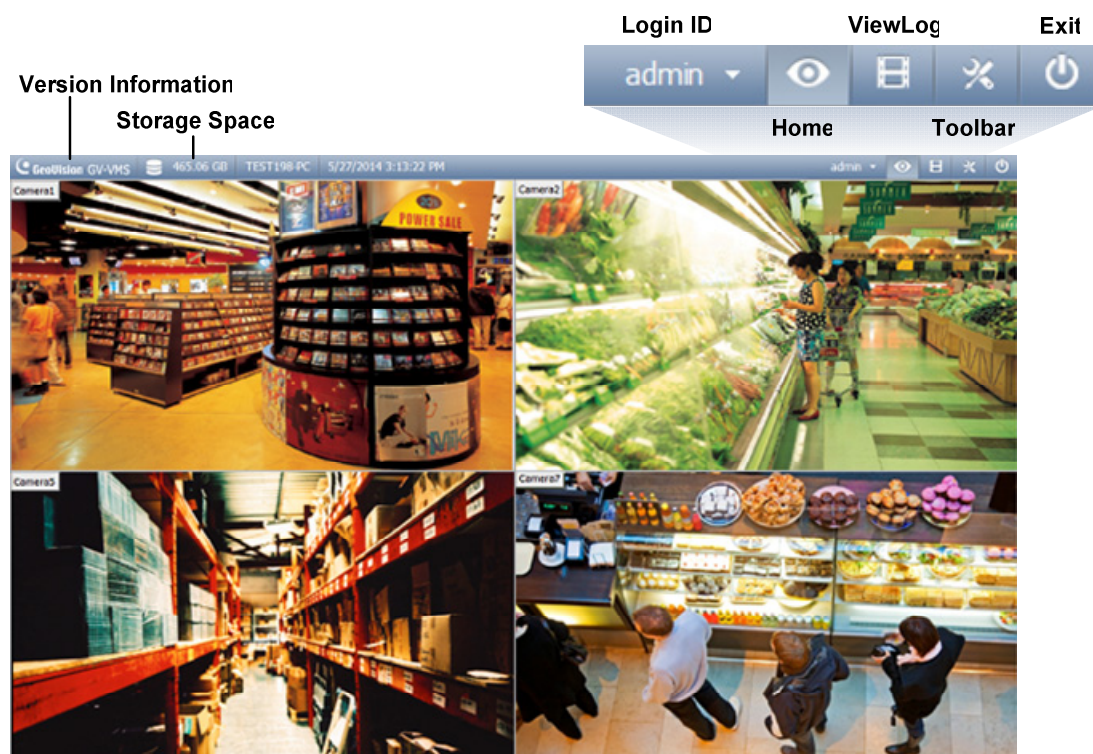 Login ID
ViewLog
Exit
admin
Home
Toolbar
Version Information
Storage Space
GeoVision GV-VMS
465.06 GB
TEST198-PC
5/27/2014 3:13:22 PM
admin
Camera1
POWER SALE
Camera2
Camera5
Camera7